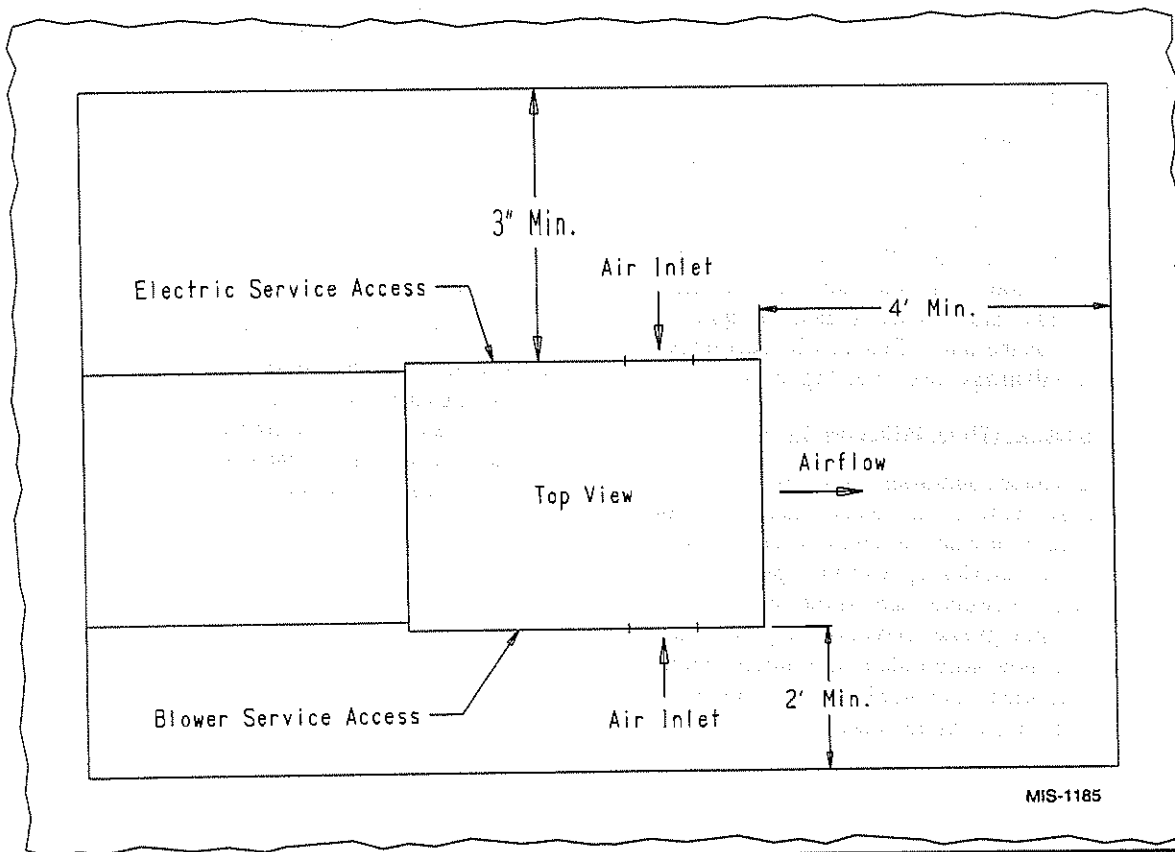 3" Min.
Air Inlet
Electric Service Access
4' Min.
Airflow
Top View
2' Min.
Blower Service Access
Air Inlet
MIS-1185